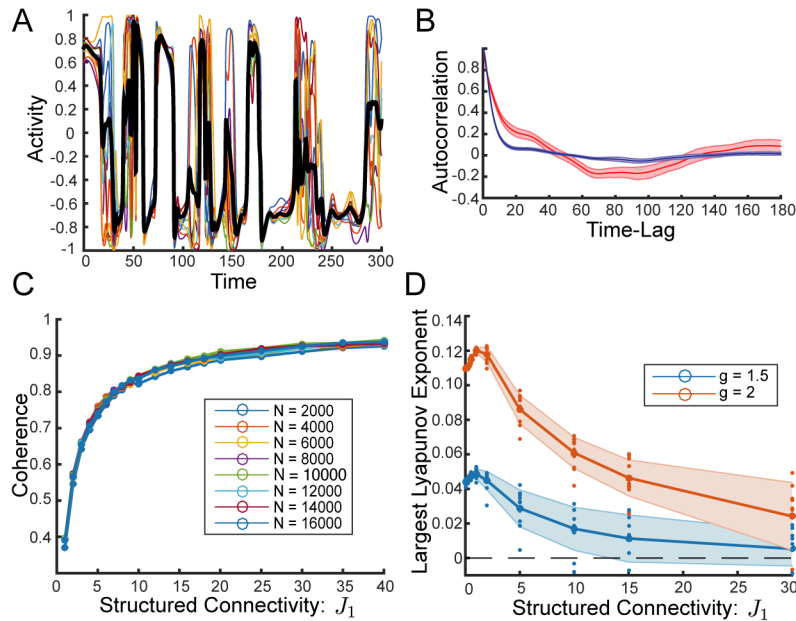 A
Activity
1
0.8
0.6
0.4
0.2
0
-0.2
-0.4
-0.6
-0.8
-1
0 50 100 150 200 250 300
Time
B
Autocorrelation
0.8
0.6
0.4
0.2
0
-0.2
-0.4
0 20 40 60 80 100 120 140 160 180
Time-Lag
C
Coherence
0.9
0.8
0.7
0.6
0.5
0.4
0 5 10 15 20 25 30 35 40
Structured Connectivity: J₁
N = 2000
N = 4000
N = 6000
N = 8000
N = 10000
N = 12000
N = 14000
N = 16000
D
Largest Lyapunov Exponent
0.14
0.12
0.10
0.08
0.06
0.04
0.02
0
5 10 15 20 25 30
Structured Connectivity: J₁
g = 1.5
g = 2